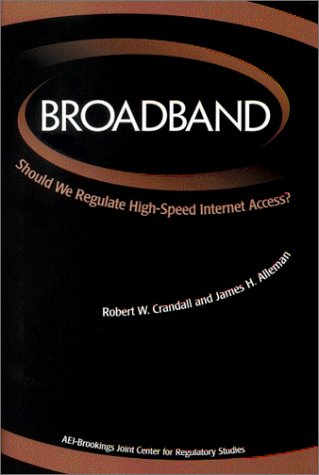 BROADBAND
Should We Regulate High-Speed Internet Access?
Robert W. Crandall and James H. Alleman
AEI-Brookings Joint Center for Regulatory Studies